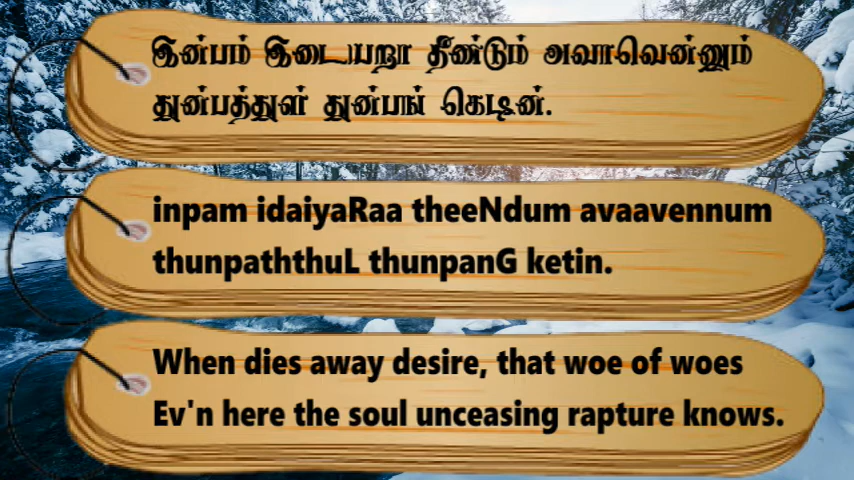 இன்பம் இடையறா தீண்டும் அவாவென்னும்
துன்பத்துள் துன்பங் கெடின்.
inpam idaiyaRaa theeNdum avaavennum
thunpaththuL thunpanG ketin.
When dies away desire, that woe of woes
Ev'n here the soul unceasing rapture knows.